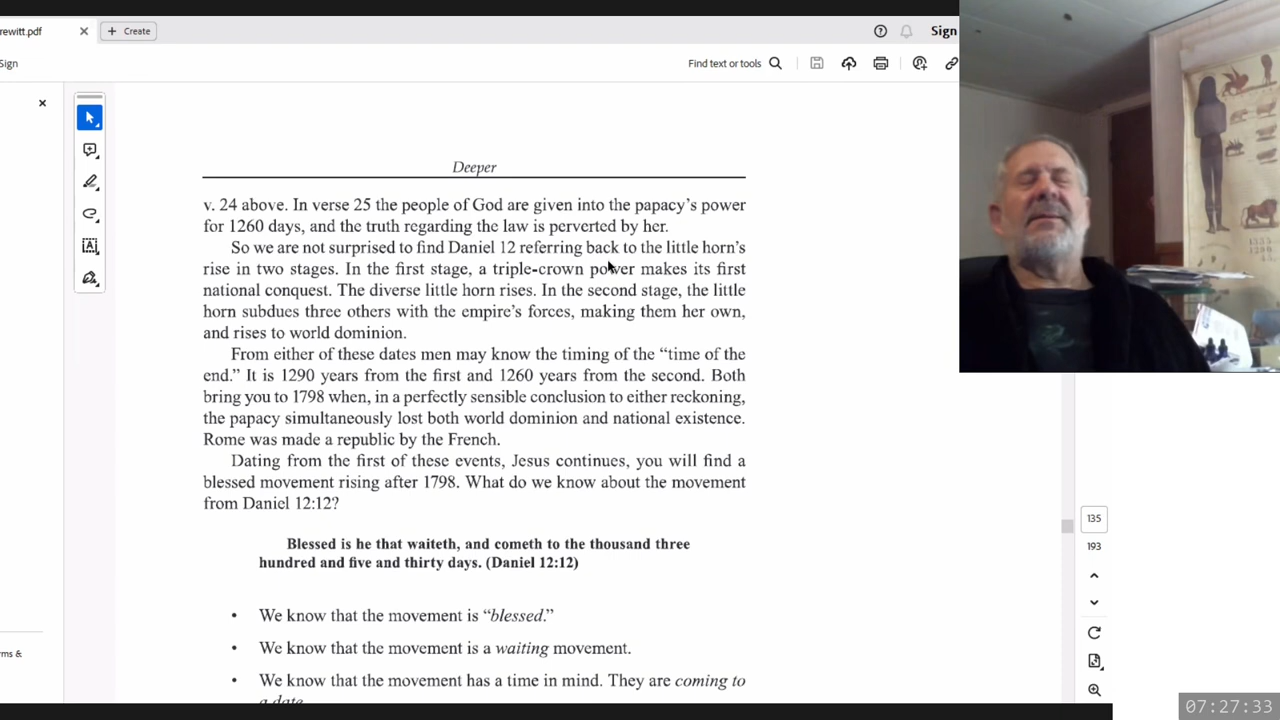 rewitt.pdf
Create
Sign
Sign
Find text or tools
Deeper
v. 24 above. In verse 25 the people of God are given into the papacy's power
for 1260 days, and the truth regarding the law is perverted by her.
So we are not surprised to find Daniel 12 referring back to the little horn's
rise in two stages. In the first stage, a triple-crown power makes its first
national conquest. The diverse little horn rises. In the second stage, the little
horn subdues three others with the empire's forces, making them her own,
and rises to world dominion.
From either of these dates men may know the timing of the “time of the
end.” It is 1290 years from the first and 1260 years from the second. Both
bring you to 1798 when, in a perfectly sensible conclusion to either reckoning,
the papacy simultaneously lost both world dominion and national existence.
Rome was made a republic by the French.
Dating from the first of these events, Jesus continues, you will find a
blessed movement rising after 1798. What do we know about the movement
from Daniel 12:12?
Blessed is he that waiteth, and cometh to the thousand three
hundred and five and thirty days. (Daniel 12:12)
• We know that the movement is “blessed.”
• We know that the movement is a waiting movement.
• We know that the movement has a time in mind. They are coming to
a date
135
193
rms &
07:27:33